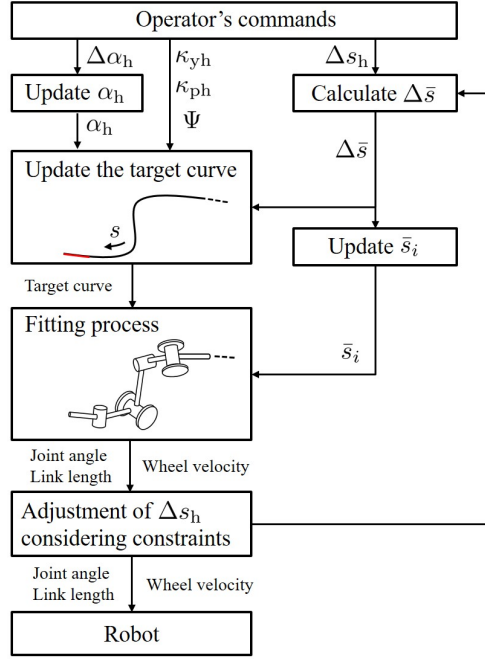 Operator's commands
Δα_h
κ_yh
κ_ph
Ψ
Δs_h
Update α_h
Calculate Δs̄
α_h
Δs̄
Update the target curve
s
Update s̄_i
Target curve
Fitting process
s̄_i
Joint angle
Link length
Wheel velocity
Adjustment of Δs_h
considering constraints
Joint angle
Link length
Wheel velocity
Robot